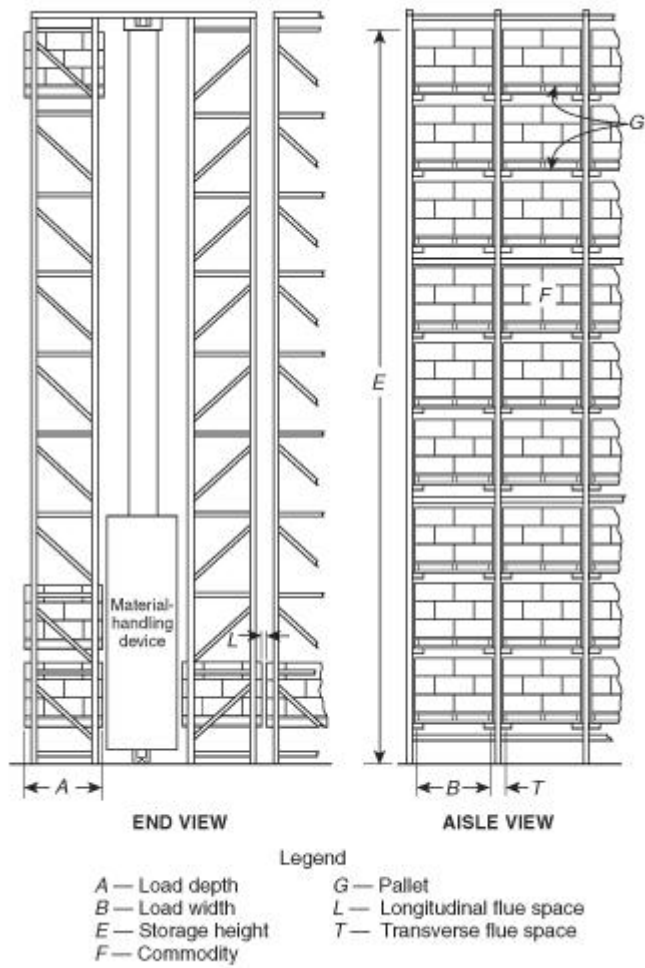 G
F
E
Material-
handling
device
L
A
B
T
END VIEW
AISLE VIEW
Legend
A — Load depth
B — Load width
E — Storage height
F — Commodity
G — Pallet
L — Longitudinal flue space
T — Transverse flue space